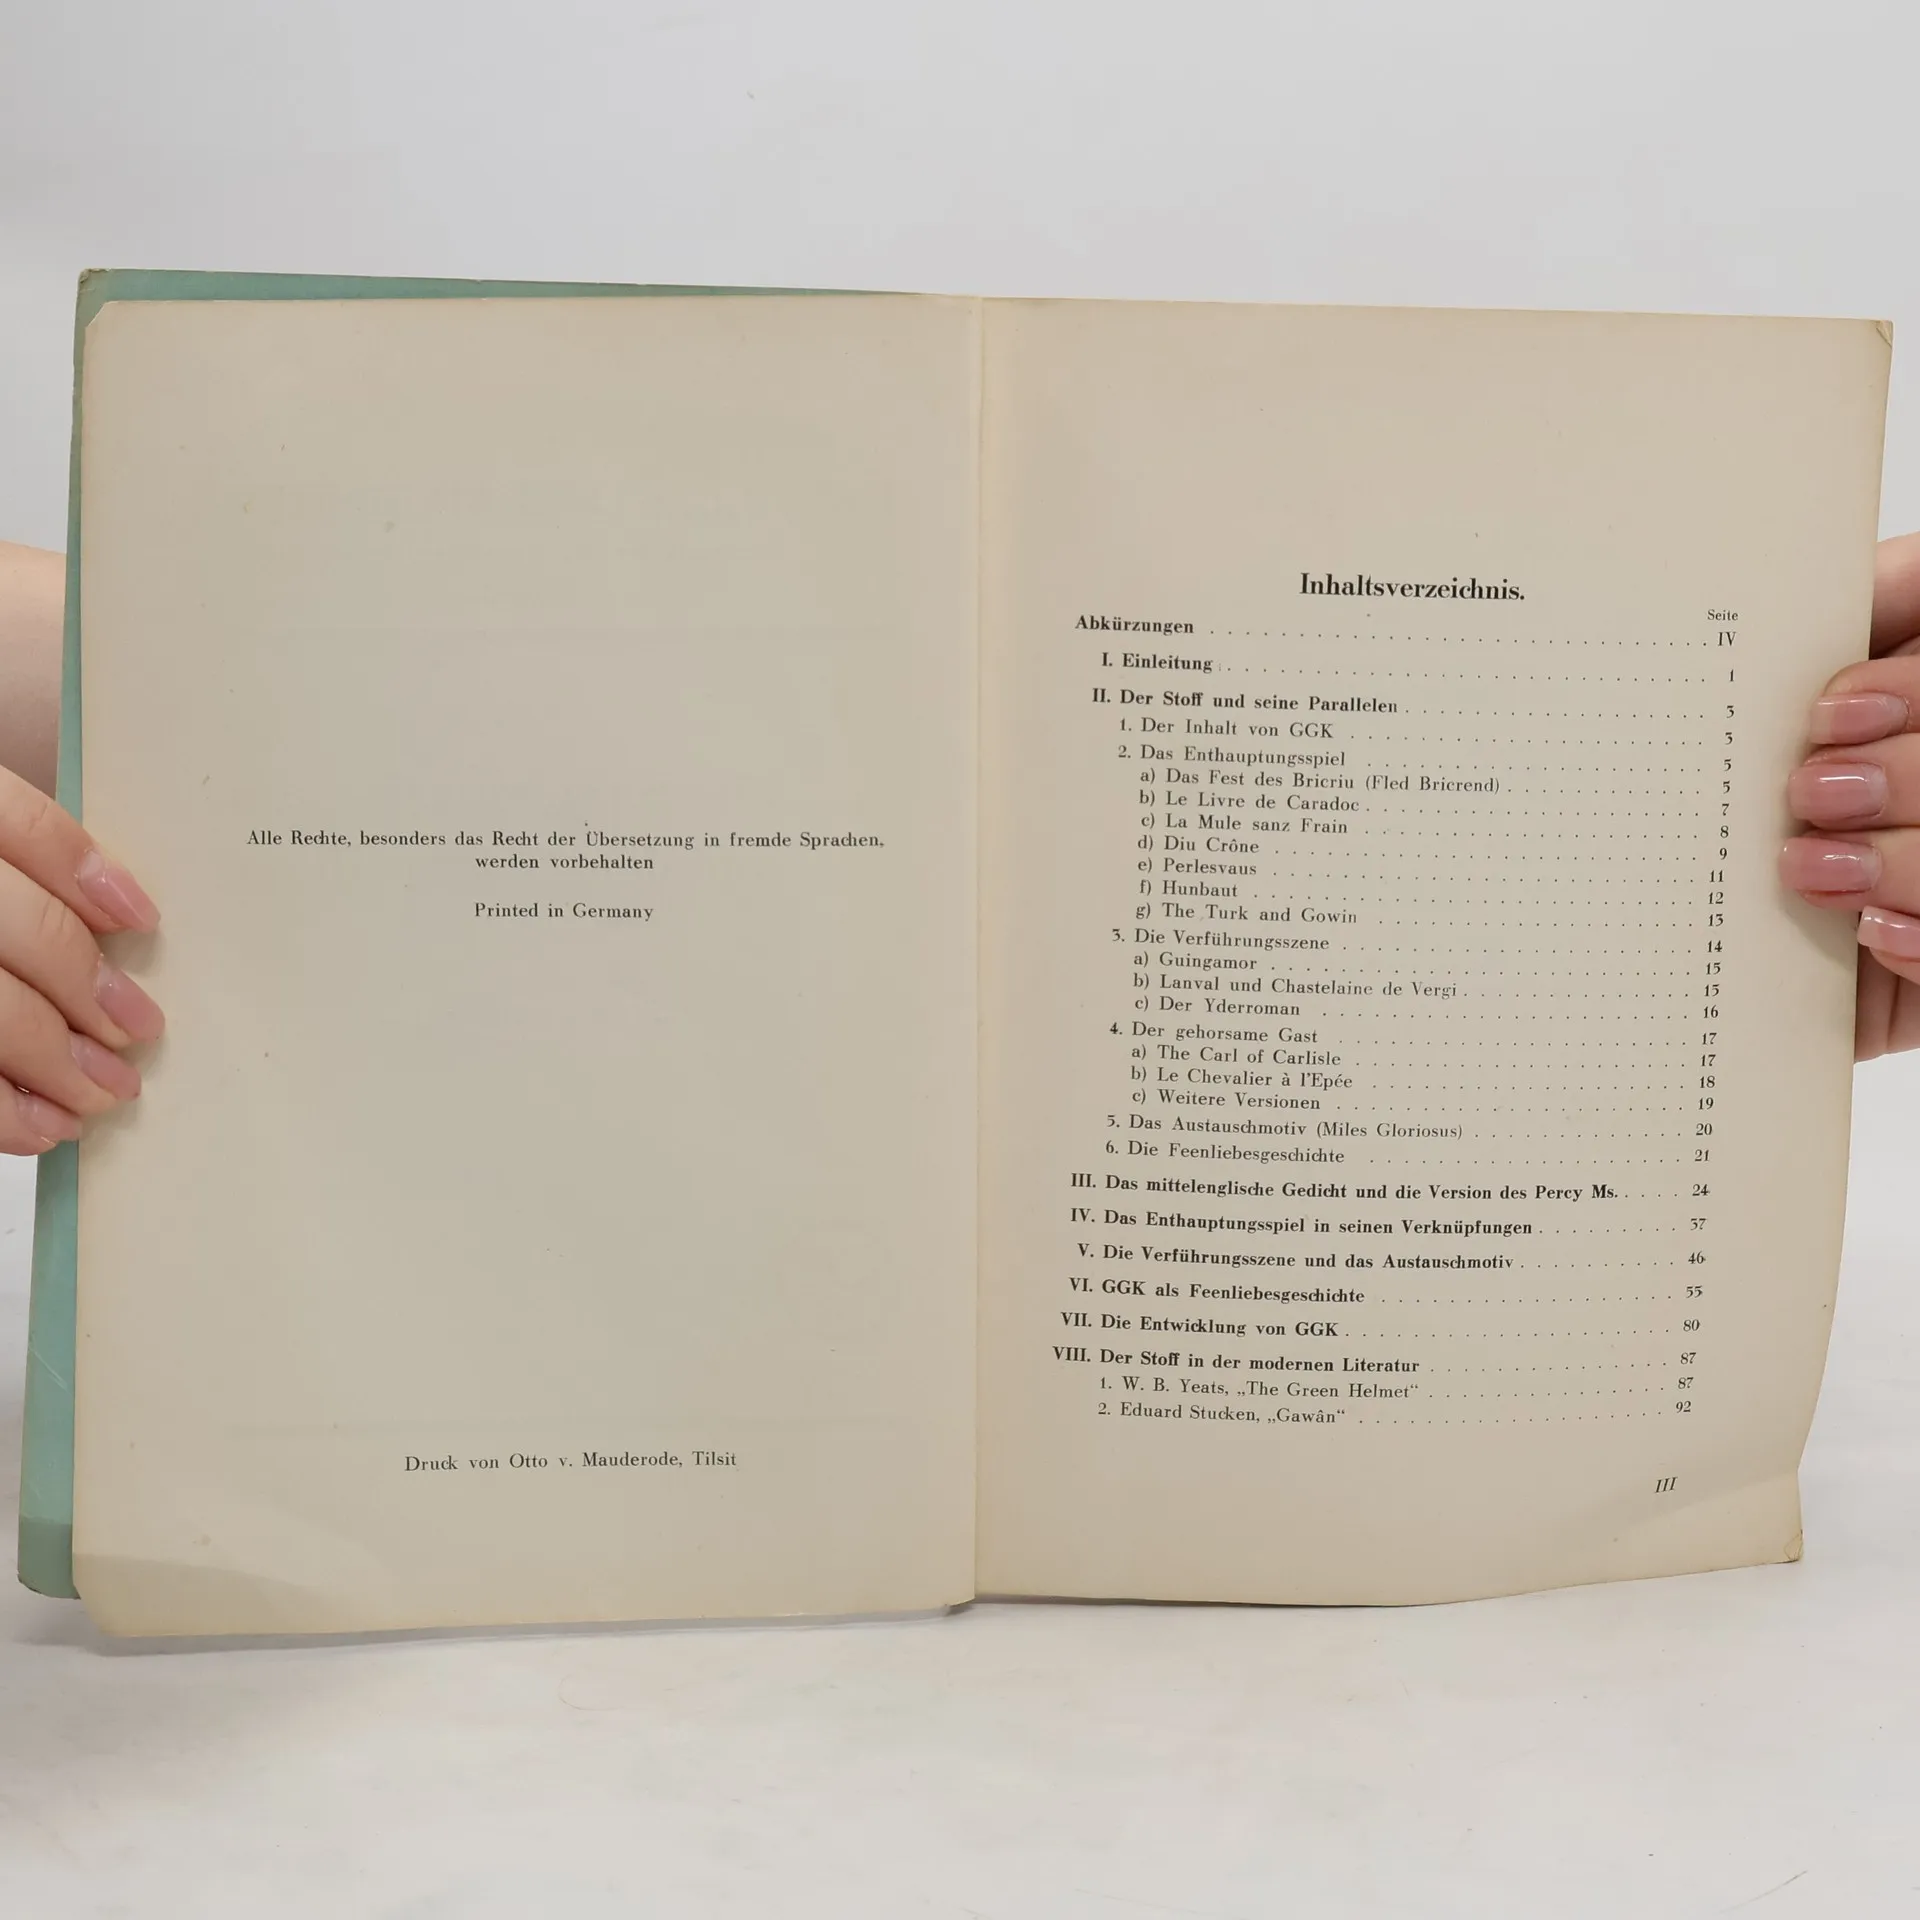 Alle Rechte, besonders das Recht der Übersetzung in fremde Sprachen,
werden vorbehalten
Printed in Germany
Druck von Otto v. Mauderode, Tilsit
Inhaltsverzeichnis.
Seite
Abkürzungen . . . . . . . . . . IV
I. Einleitung . . . . . . . . . . 1
II. Der Stoff und seine Parallelen . . . . . . . . . . 3
1. Der Inhalt von GGK . . . . . . . . . . 3
2. Das Enthauptungsspiel . . . . . . . . . . 5
a) Das Fest des Bricriu (Fled Bricrend) . . . . . . . . . . 5
b) Le Livre de Caradoc . . . . . . . . . . 7
c) La Mule sanz Frain . . . . . . . . . . 8
d) Diu Crône . . . . . . . . . . 9
e) Perlesvaus . . . . . . . . . . 11
f) Hunbaut . . . . . . . . . . 12
g) The Turk and Gowin . . . . . . . . . . 13
3. Die Verführungsszene . . . . . . . . . . 14
a) Guingamor . . . . . . . . . . 15
b) Lanval und Chastelaine de Vergi . . . . . . . . . . 15
c) Der Yderroman . . . . . . . . . . 16
4. Der gehorsame Gast . . . . . . . . . . 17
a) The Carl of Carlisle . . . . . . . . . . 17
b) Le Chevalier à l'Epée . . . . . . . . . . 18
c) Weitere Versionen . . . . . . . . . . 19
5. Das Austauschmotiv (Miles Gloriosus) . . . . . . . . . . 20
6. Die Feenliebesgeschichte . . . . . . . . . . 21
III. Das mittelenglische Gedicht und die Version des Percy Ms. . . . . 24
IV. Das Enthauptungsspiel in seinen Verknüpfungen . . . . . . . . . 37
V. Die Verführungsszene und das Austauschmotiv . . . . . . . . . . 46
VI. GGK als Feenliebesgeschichte . . . . . . . . . . 55
VII. Die Entwicklung von GGK . . . . . . . . . . 80
VIII. Der Stoff in der modernen Literatur . . . . . . . . . . 87
1. W. B. Yeats, „The Green Helmet“ . . . . . . . . . . 87
2. Eduard Stucken, „Gawân“ . . . . . . . . . . 92
III